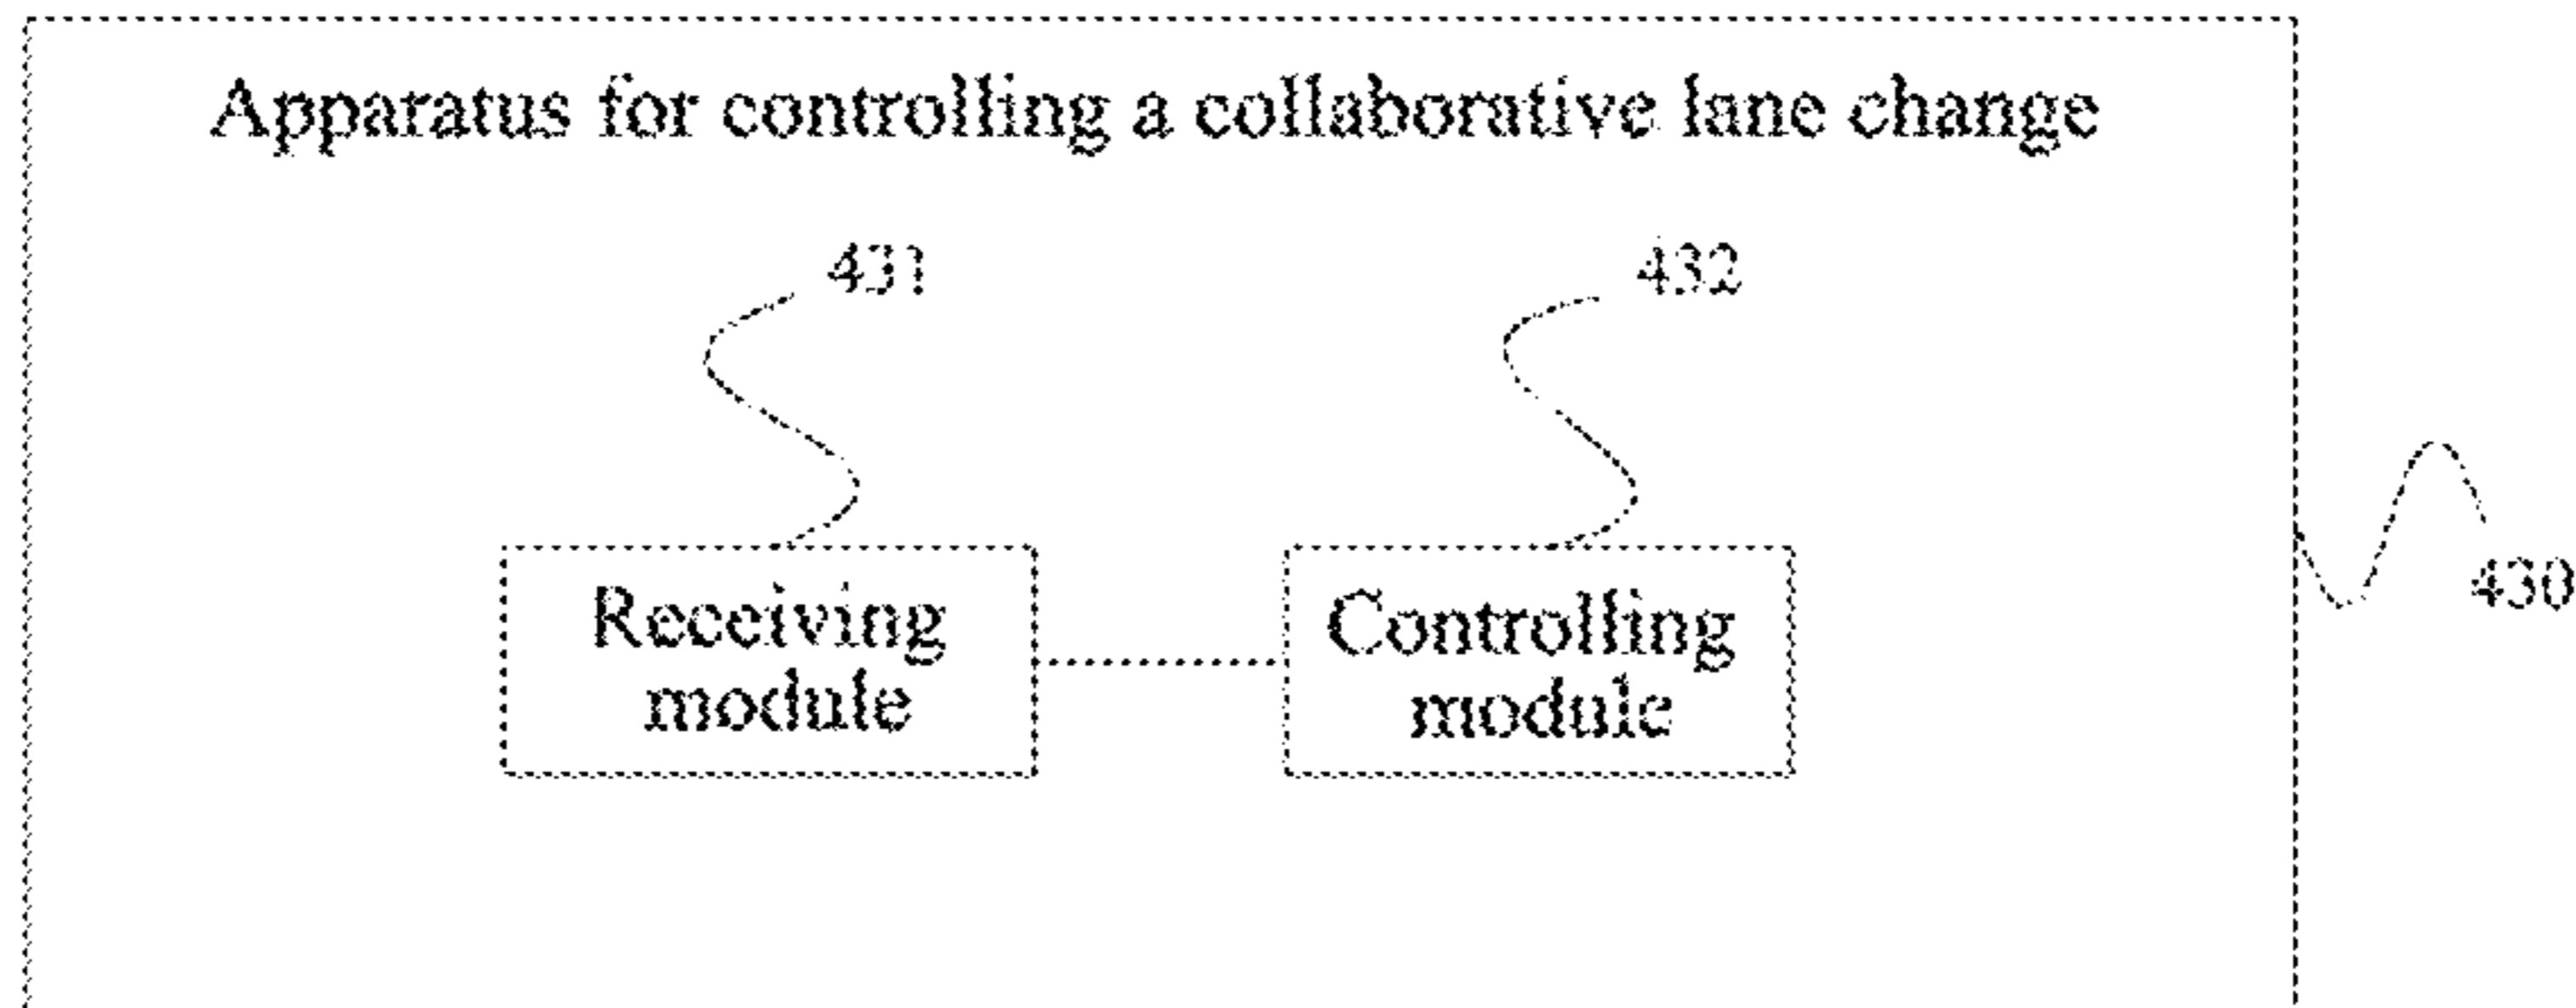 Apparatus for controlling a collaborative lane change
431
432
Receiving
module
Controlling
module
430